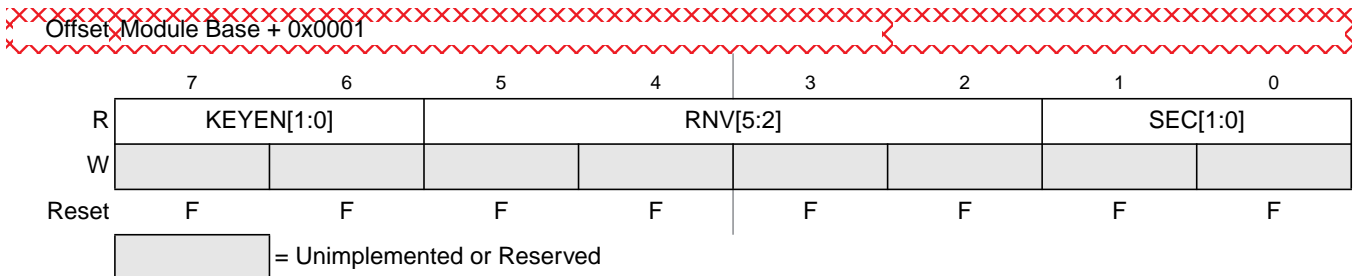 Offset Module Base + 0x0001
7 6 5 4 3 2 1 0
R KEYEN[1:0] RNV[5:2] SEC[1:0]
W
Reset F F F F F F F F
= Unimplemented or Reserved